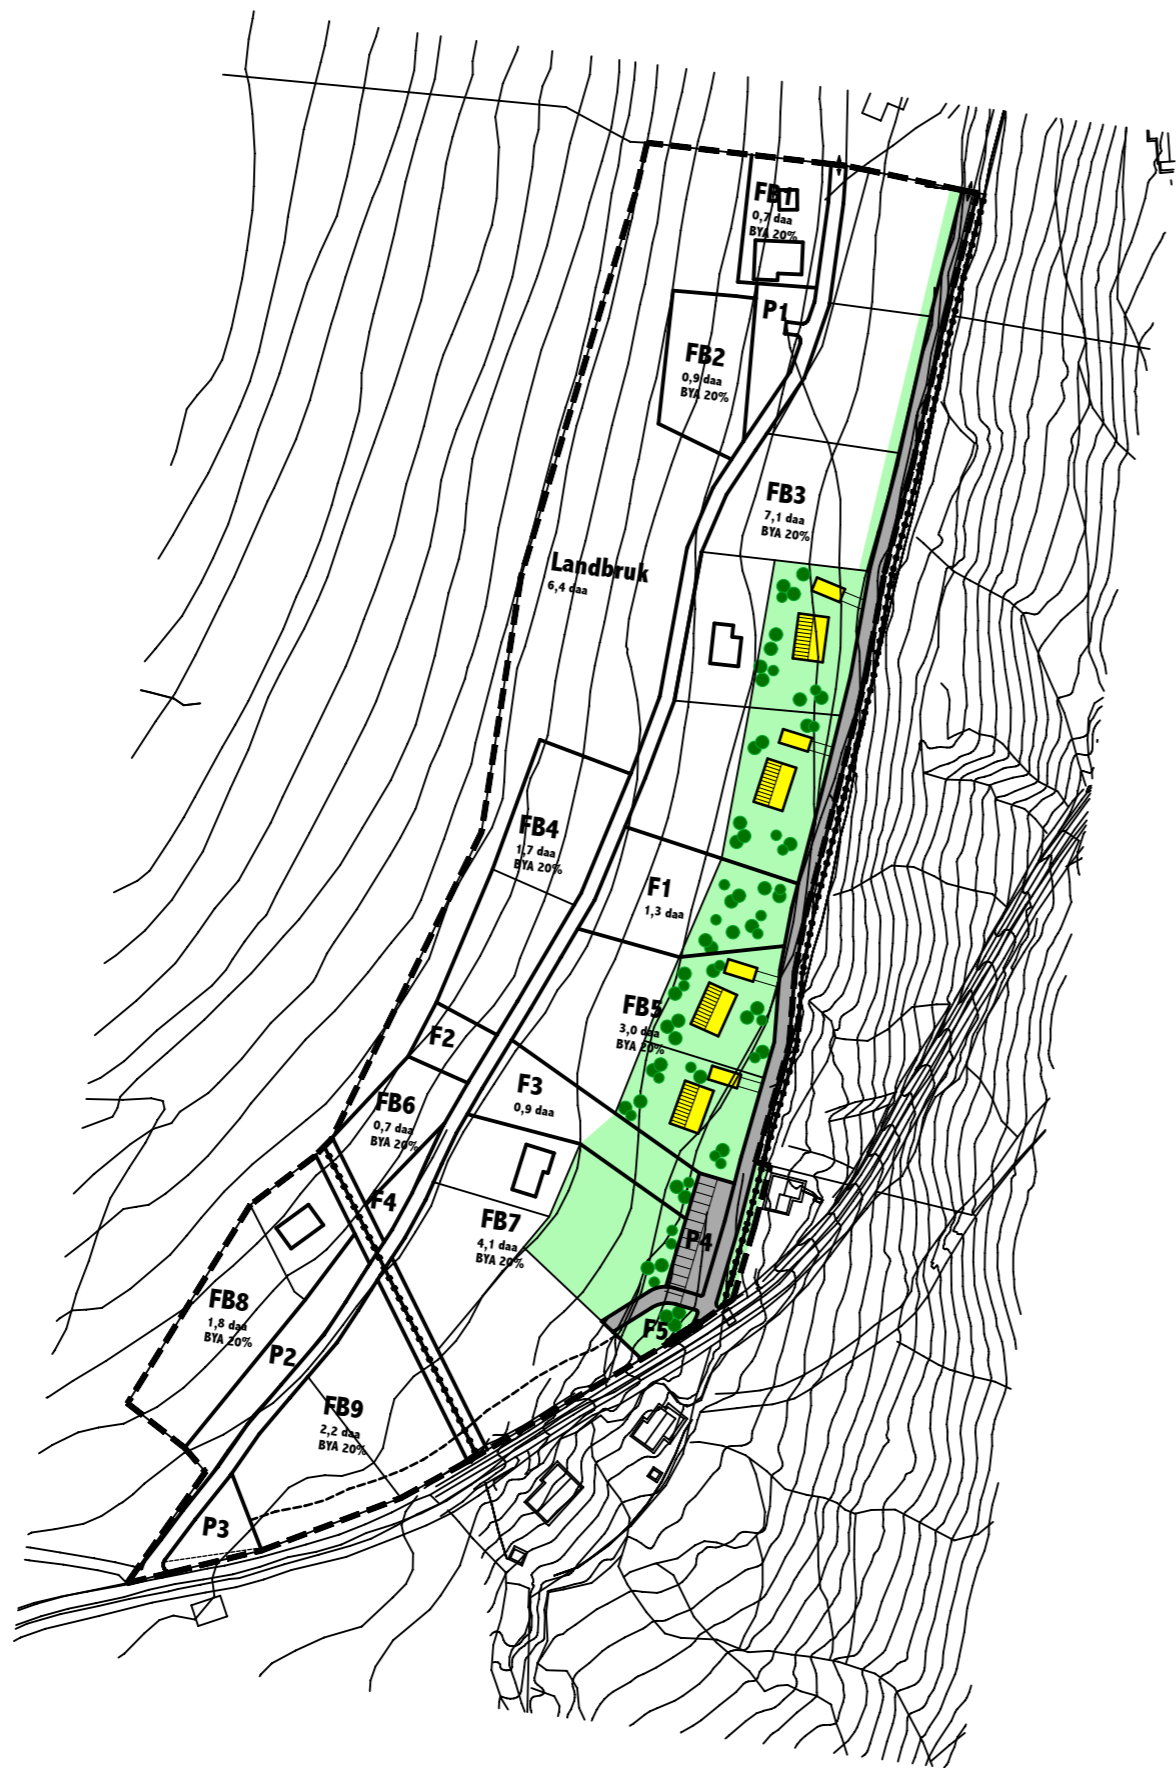 FB1
0,7 daa
BYA 20%
P1
FB2
0,9 daa
BYA 20%
FB3
7,1 daa
BYA 20%
Landbruk
6,4 daa
FB4
1,7 daa
BYA 20%
F1
1,3 daa
FB5
3,0 daa
BYA 20%
F2
F3
0,9 daa
FB6
0,7 daa
BYA 20%
F4
FB7
4,1 daa
BYA 20%
P4
FB8
1,8 daa
BYA 20%
F5
P2
FB9
2,2 daa
BYA 20%
P3